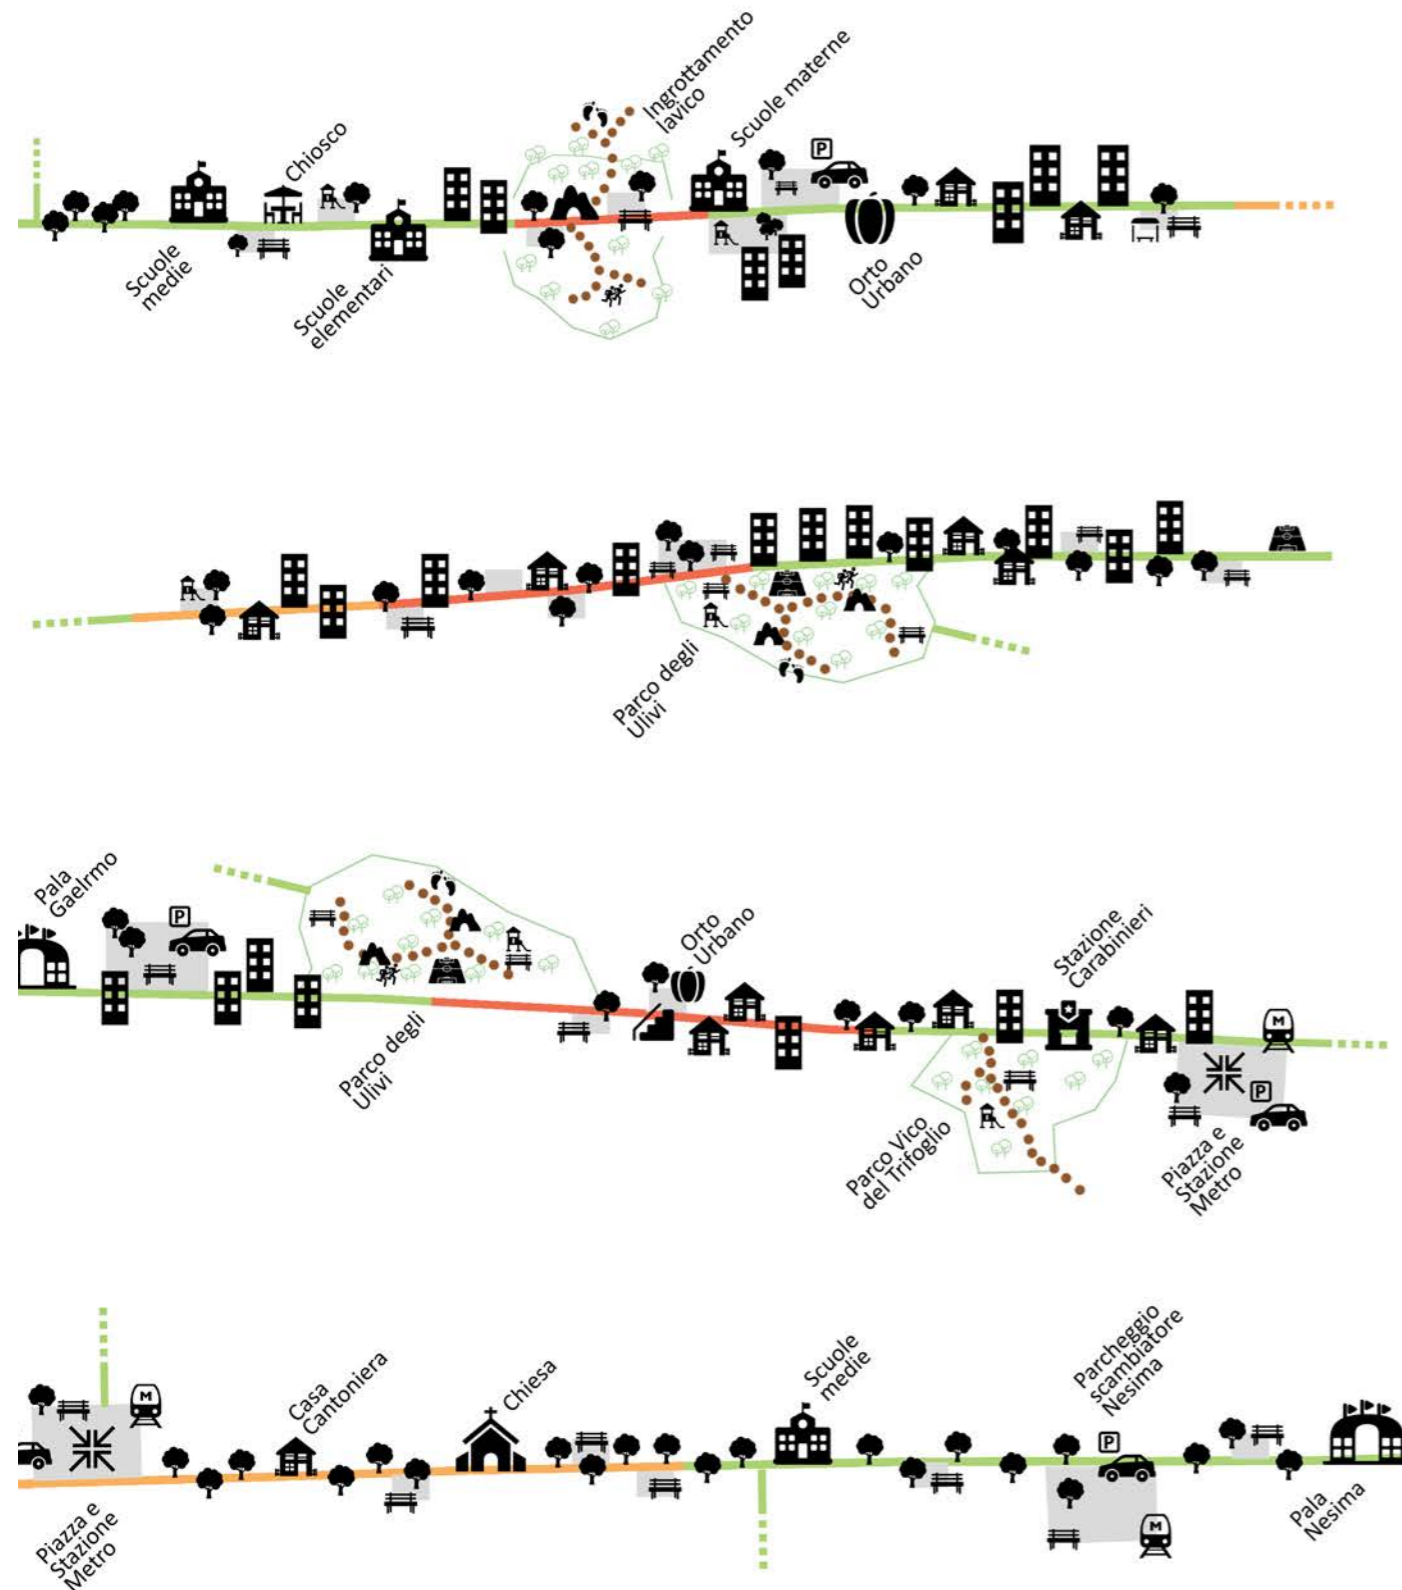 Scuole
medie
Chiosco
Scuole
elementari
Ingrottamento
lavico
Scuole materne
P
Orto
Urbano
Parco degli
Ulivi
Pala
Gaelrmo
P
Parco degli
Ulivi
Orto
Urbano
Parco Vico
del Trifoglio
Stazione
Carabinieri
M
P
Piazza e
Stazione
Metro
M
Piazza e
Stazione
Metro
Casa
Cantoniera
Chiesa
Scuole
medie
Parcheggio
scambiatore
Nesima
P
M
Pala
Nesima